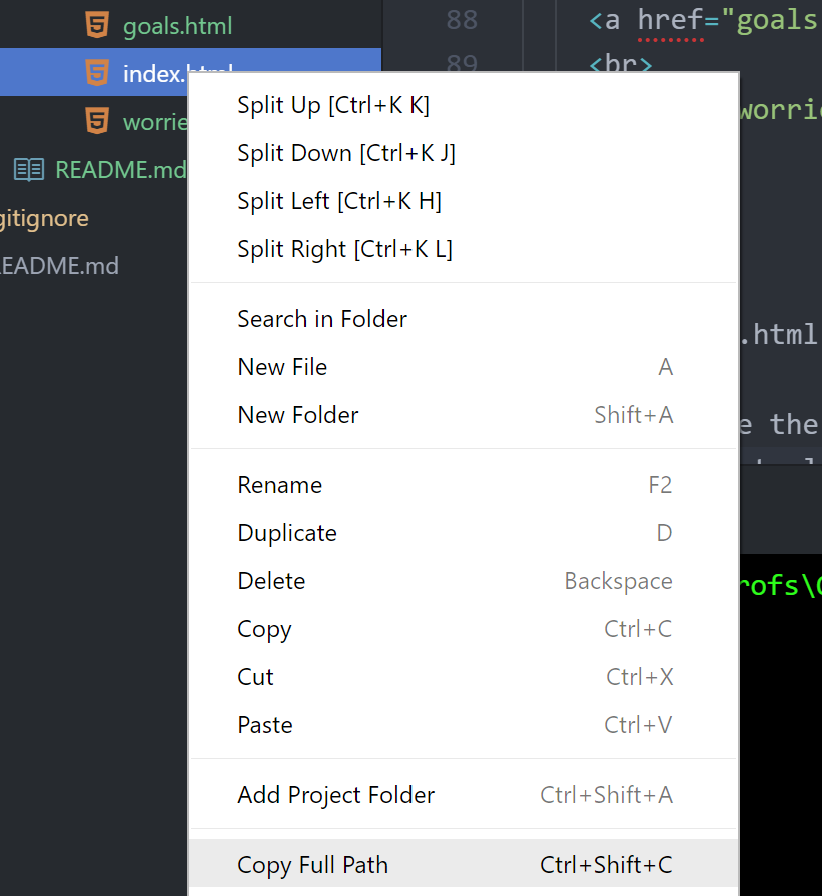 goals.html
88 <a href="goals
index.html
89 <br>
Split Up [Ctrl+K K]
worrie
Split Down [Ctrl+K J]
README.md
Split Left [Ctrl+K H]
gitignore
Split Right [Ctrl+K L]
EADME.md
Search in Folder
.html
New File A
New Folder Shift+A
e the
Rename F2
Duplicate D
Delete Backspace
rofs\
Copy Ctrl+C
Cut Ctrl+X
Paste Ctrl+V
Add Project Folder Ctrl+Shift+A
Copy Full Path Ctrl+Shift+C